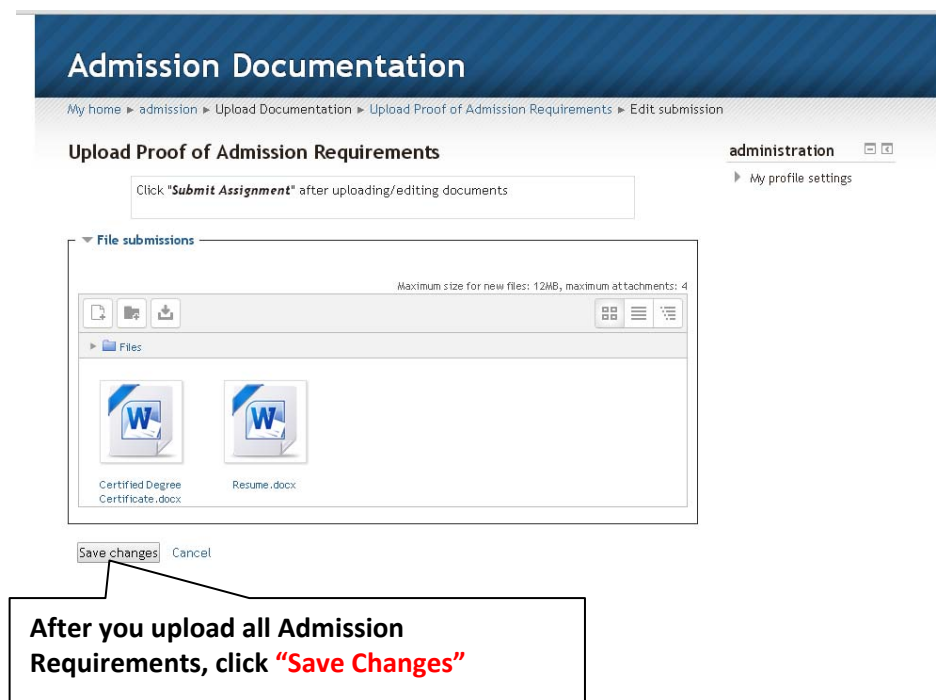 Admission Documentation
My home ► admission ► Upload Documentation ► Upload Proof of Admission Requirements ► Edit submission
Upload Proof of Admission Requirements
administration
My profile settings
Click "Submit Assignment" after uploading/editing documents
File submissions
Maximum size for new files: 12MB, maximum attachments: 4
Files
W
W
Certified Degree
Certificate.docx
Resume.docx
Save changes Cancel
After you upload all Admission
Requirements, click “Save Changes”